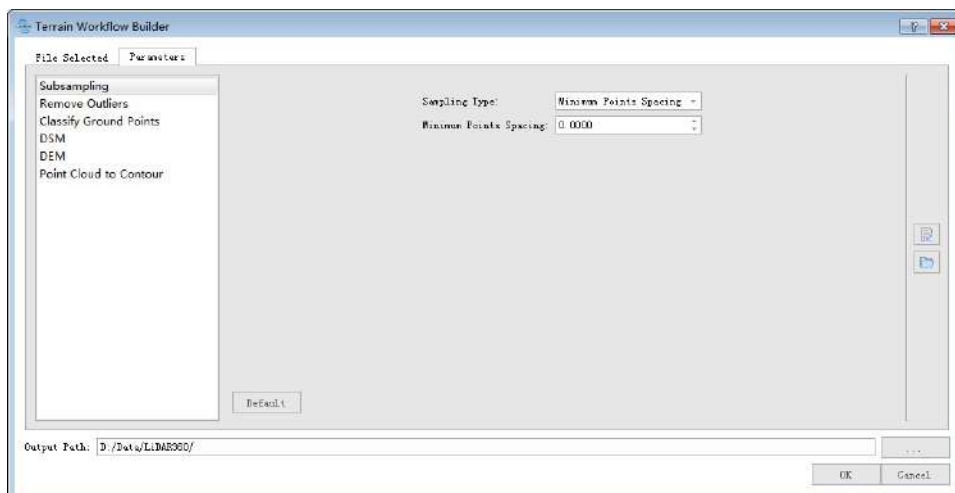 Terrain Workflow Builder
File Selected Parameters
Subsampling
Remove Outliers
Classify Ground Points
DSM
DEM
Point Cloud to Contour
Sampling Type: Minimum Points Spacing
Minimum Points Spacing: 0.0000
Default
Output Path: D:/Data/LiDAR360/
...
OK Cancel